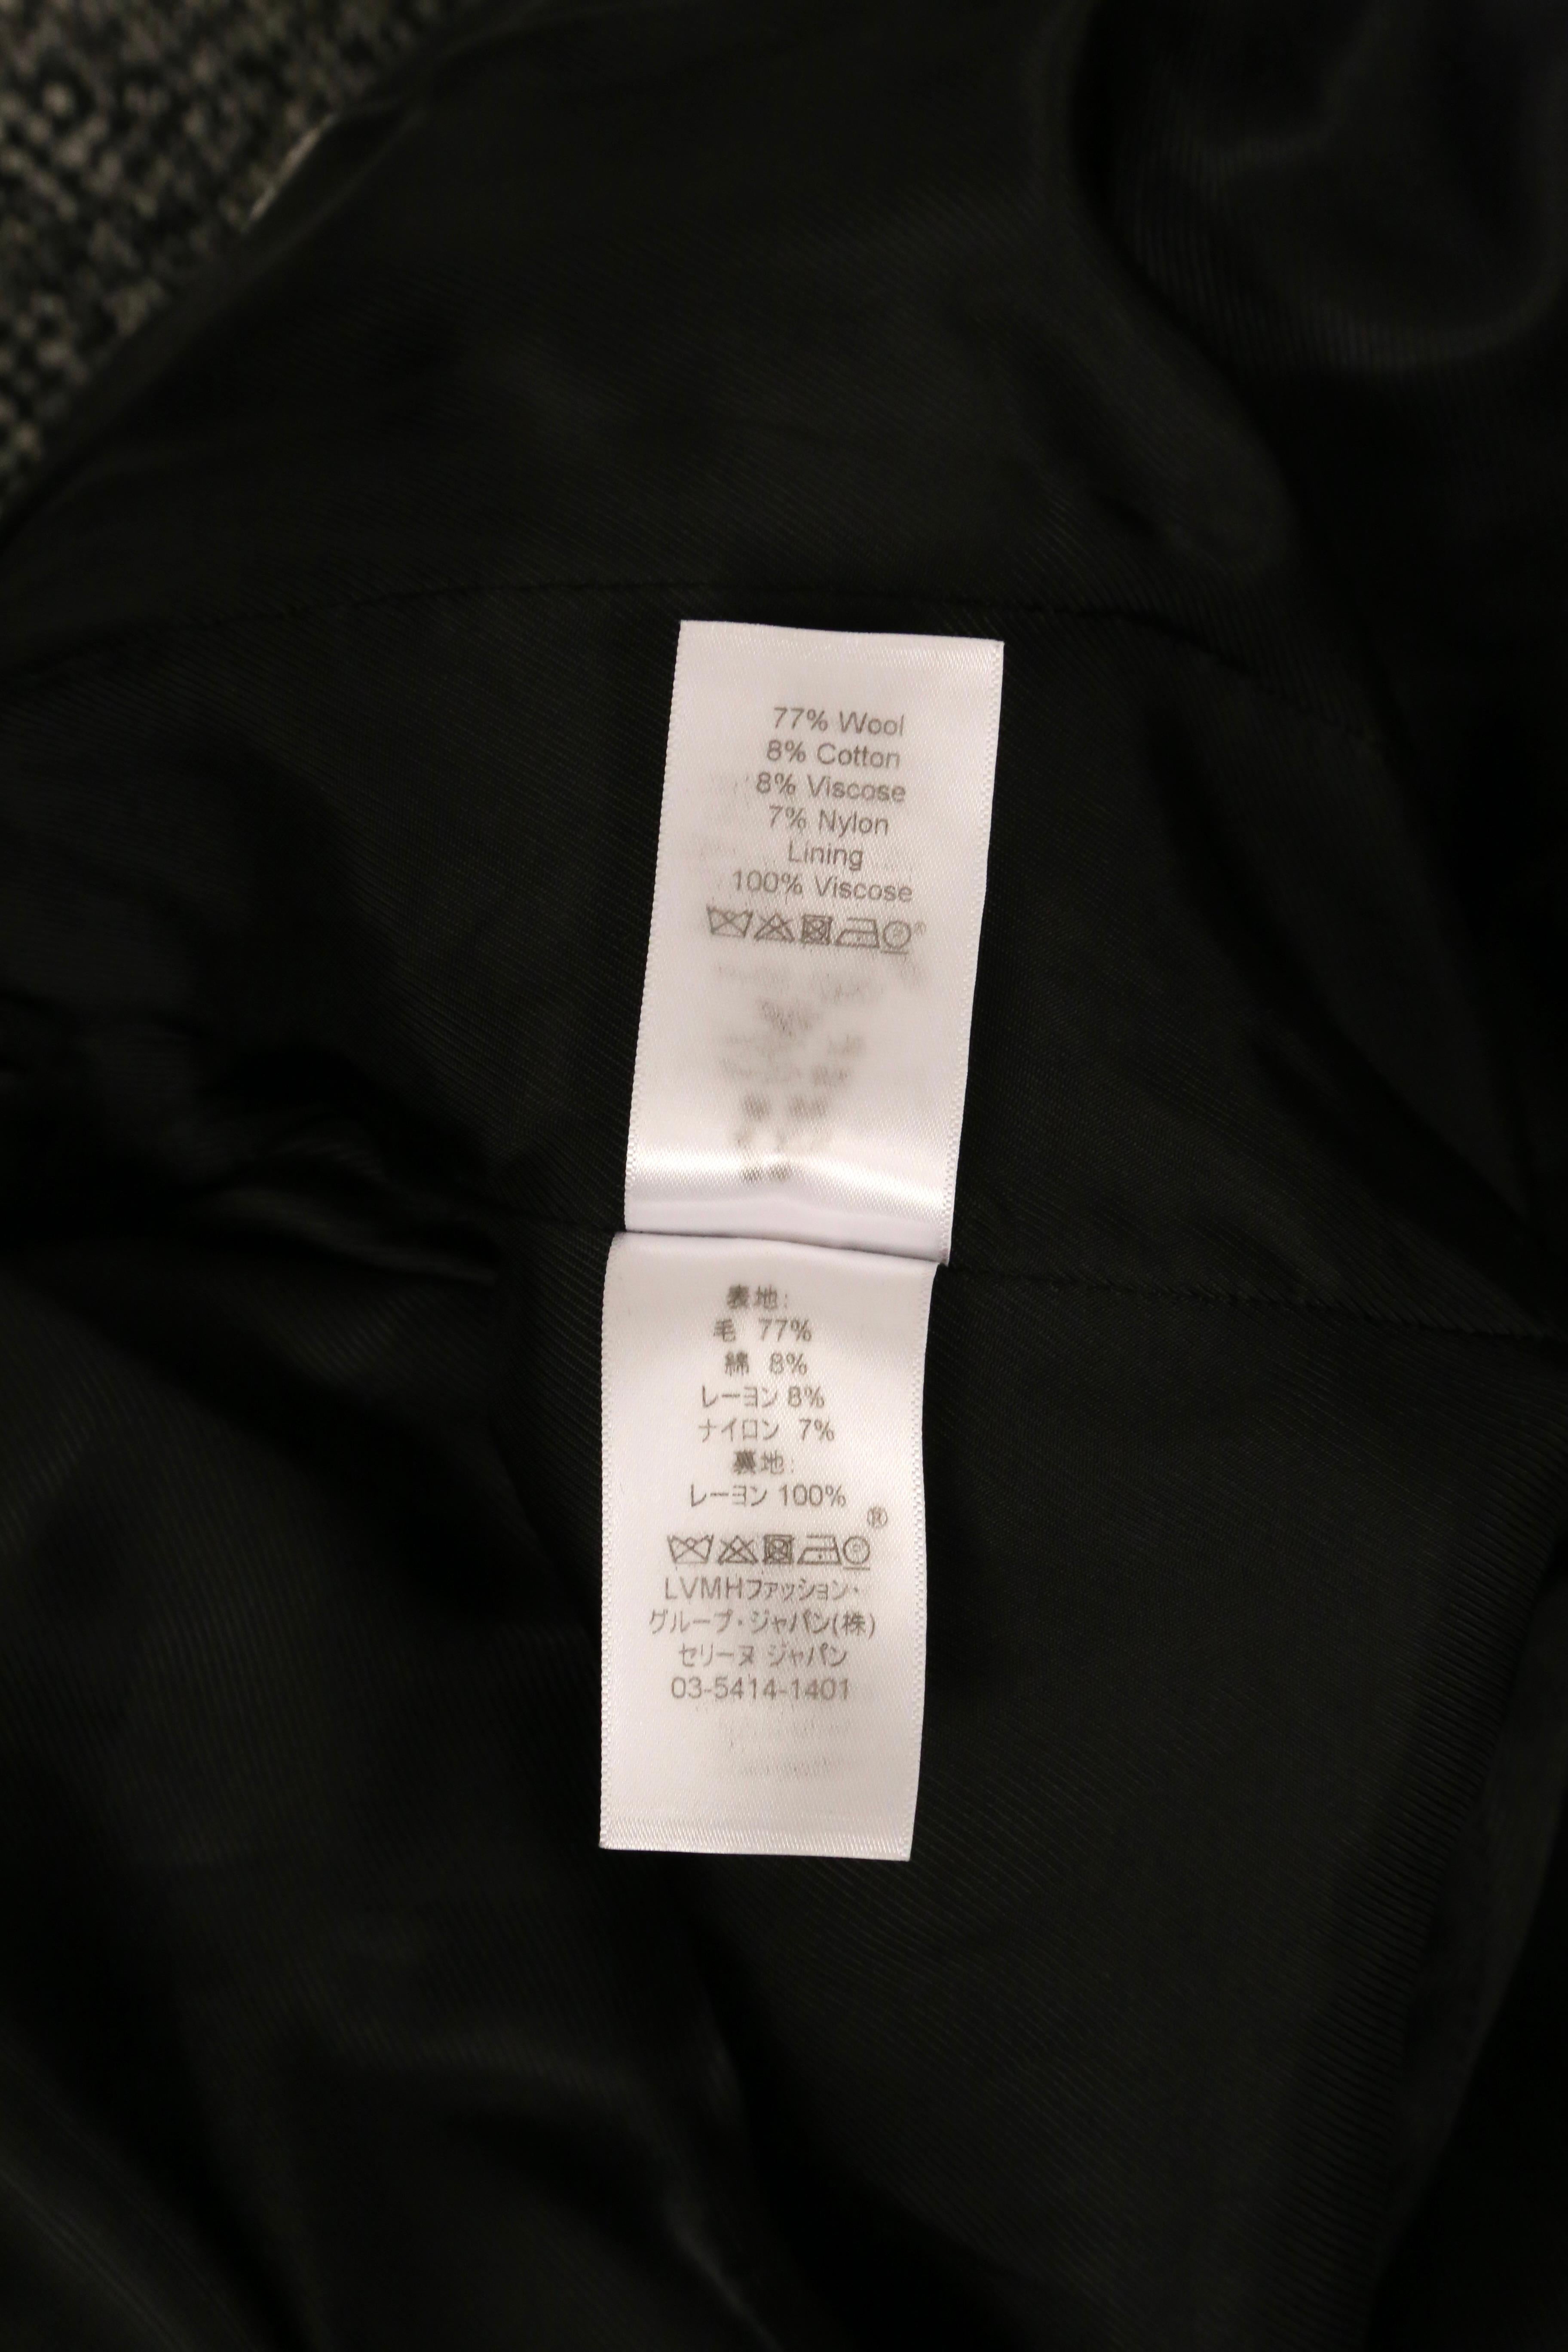 77% Wool
8% Cotton
8% Viscose
7% Nylon
Lining
100% Viscose
®
表地:
毛 77%
綿 8%
レーヨン 8%
ナイロン 7%
裏地:
レーヨン 100%
®
LVMHファッション・
グループ・ジャパン(株)
セリーヌ ジャパン
03-5414-1401